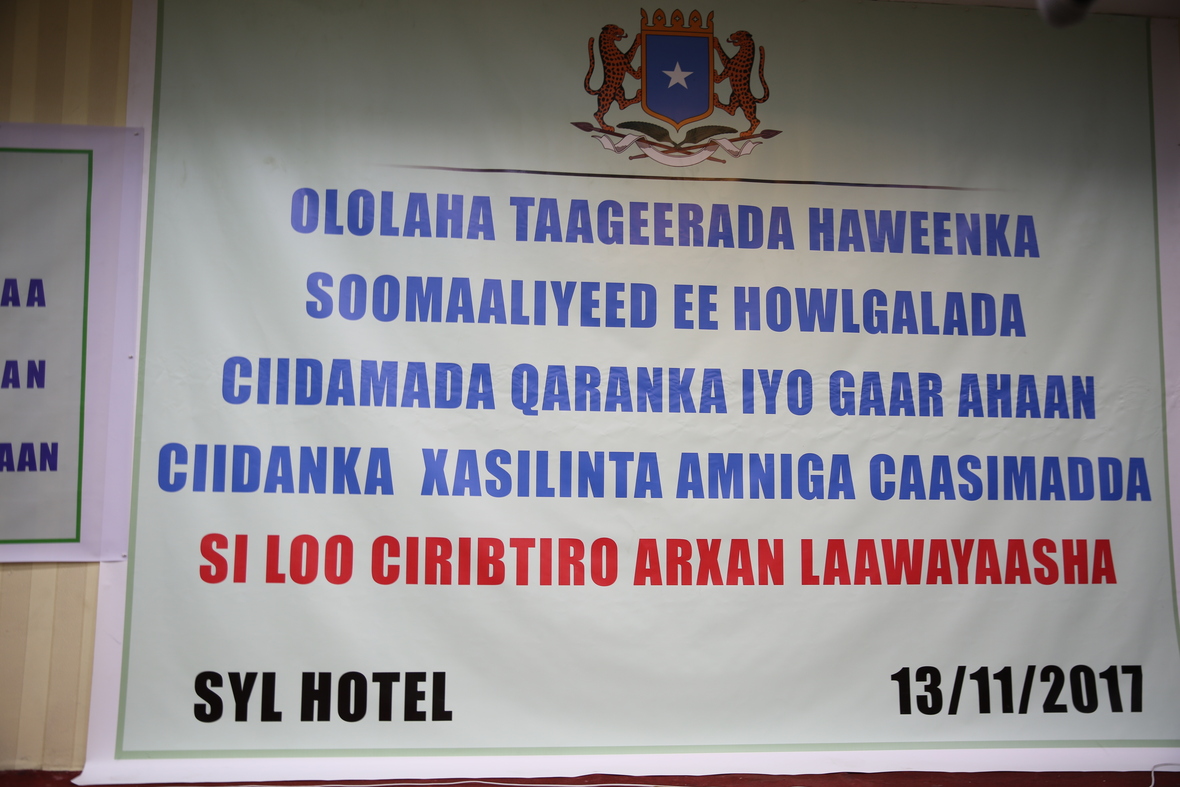 OLOLAHA TAAGEERADA HAWEENKA
SOOMAALIYEED EE HOWLGALADA
CIIDAMADA QARANKA IYO GAAR AHAAN
CIIDANKA XASILINTA AMNIGA CAASIMADDA
SI LOO CIRIBTIRO ARXAN LAAWAYAASHA
SYL HOTEL 13/11/2017